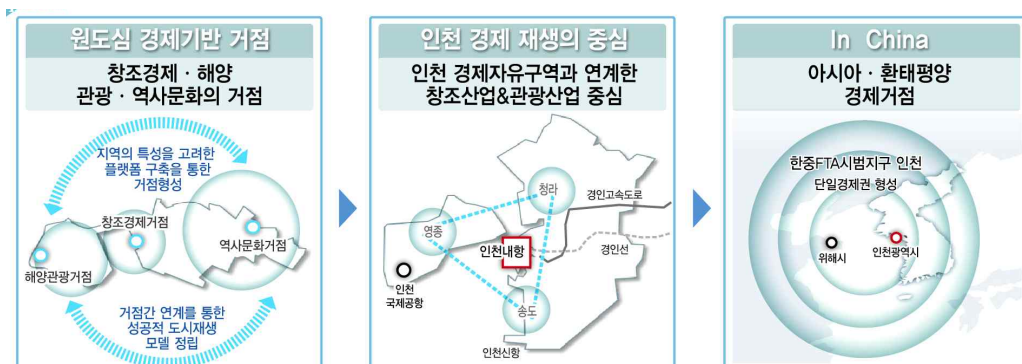 원도심 경제기반 거점
창조경제 · 해양
관광 · 역사문화의 거점
지역의 특성을 고려한
플랫폼 구축을 통한
거점형성
창조경제거점
역사문화거점
해양관광거점
거점간 연계를 통한
성공적 도시재생
모델 정립
인천 경제 재생의 중심
인천 경제자유구역과 연계한
창조산업&관광산업 중심
청라
경인고속도로
영종
인천내항
경인선
인천
국제공항
송도
인천신항
In China
아시아 · 환태평양
경제거점
한중FTA시범지구 인천
단일경제권 형성
위해시
인천광역시